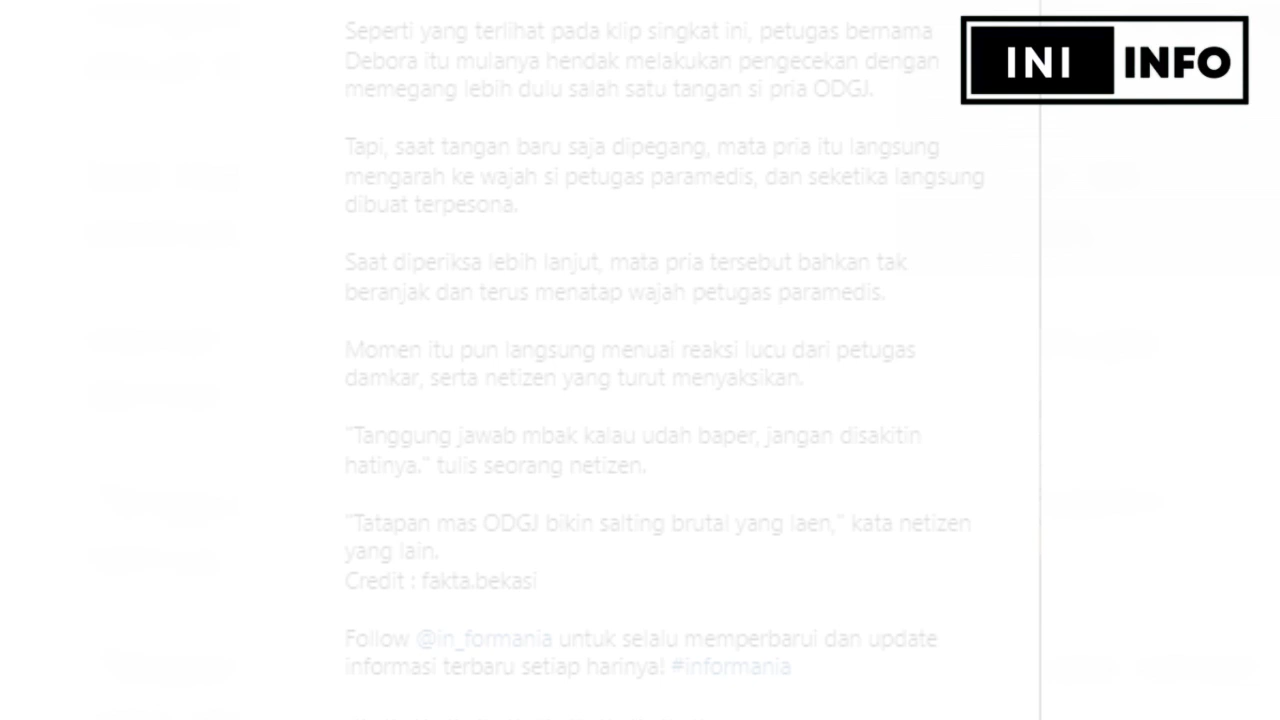 INI INFO
Seperti yang terlihat pada klip singkat ini, petugas bernama
Debora itu mulanya hendak melakukan pengecekan dengan
memegang lebih dulu salah satu tangan si pria ODGJ.
Tapi, saat tangan baru saja dipegang, mata pria itu langsung
mengarah ke wajah si petugas paramedis, dan seketika langsung
dibuat terpesona.
Saat diperiksa lebih lanjut, mata pria tersebut bahkan tak
beranjak dan terus menatap wajah petugas paramedis.
Momen itu pun langsung menuai reaksi lucu dari petugas
damkar, serta netizen yang turut menyaksikan.
"Tanggung jawab mbak kalau udah baper, jangan disakitin
hatinya." tulis seorang netizen.
"Tatapan mas ODGJ bikin salting brutal yang laen," kata netizen
yang lain.
Credit : fakta.bekasi
Follow @in_formania untuk selalu memperbarui dan update
informasi terbaru setiap harinya! #informania